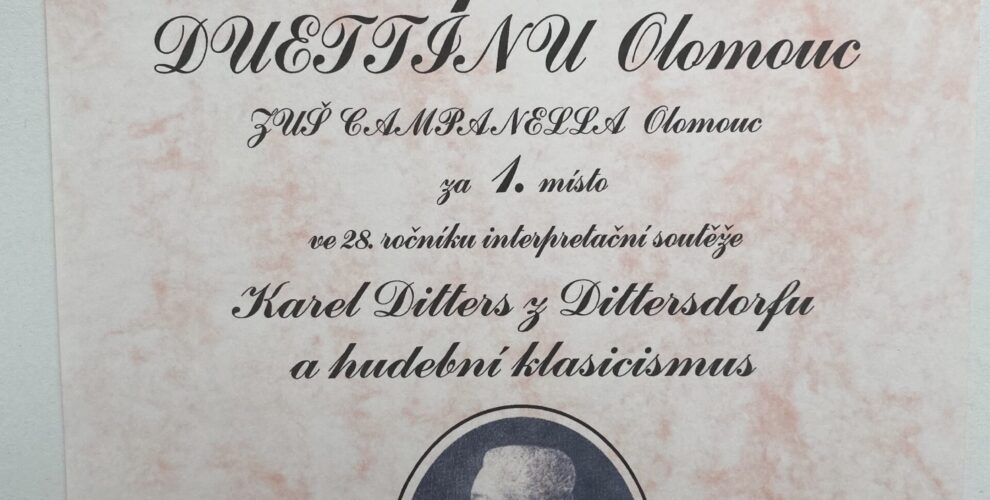 DUETTÍNU Olomouc
ZUŠ CAMPANELLA Olomouc
za 1. místo
ve 28. ročníku interpretační soutěže
Karel Ditters z Dittersdorfu
a hudební klasicismus